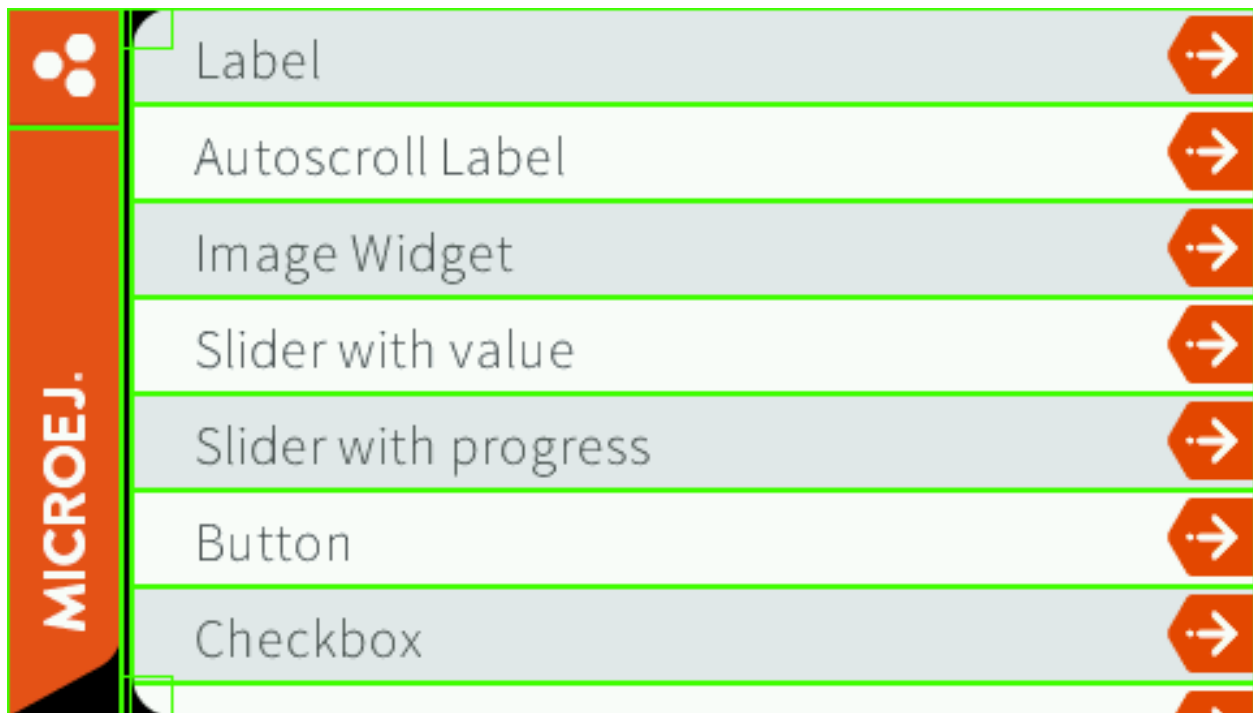 MICROEJ.
Label
Autoscroll Label
Image Widget
Slider with value
Slider with progress
Button
Checkbox